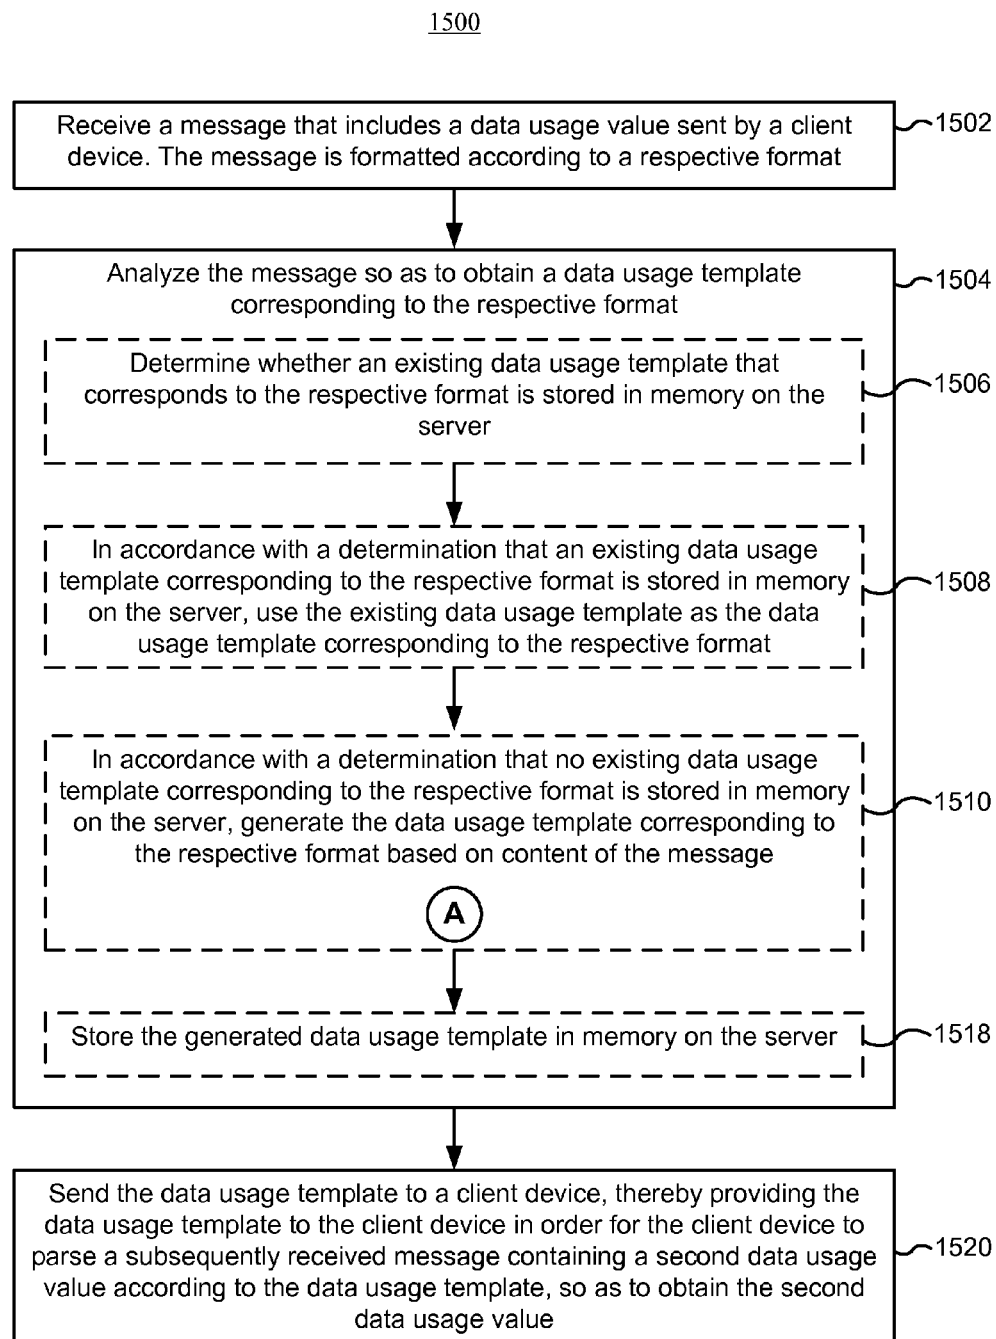 1500
Receive a message that includes a data usage value sent by a client
device. The message is formatted according to a respective format
1502
Analyze the message so as to obtain a data usage template
corresponding to the respective format
1504
Determine whether an existing data usage template that
corresponds to the respective format is stored in memory on the
server
1506
In accordance with a determination that an existing data usage
template corresponding to the respective format is stored in memory
on the server, use the existing data usage template as the data
usage template corresponding to the respective format
1508
In accordance with a determination that no existing data usage
template corresponding to the respective format is stored in memory
on the server, generate the data usage template corresponding to
the respective format based on content of the message
1510
A
Store the generated data usage template in memory on the server
1518
Send the data usage template to a client device, thereby providing the
data usage template to the client device in order for the client device to
parse a subsequently received message containing a second data usage
value according to the data usage template, so as to obtain the second
data usage value
1520